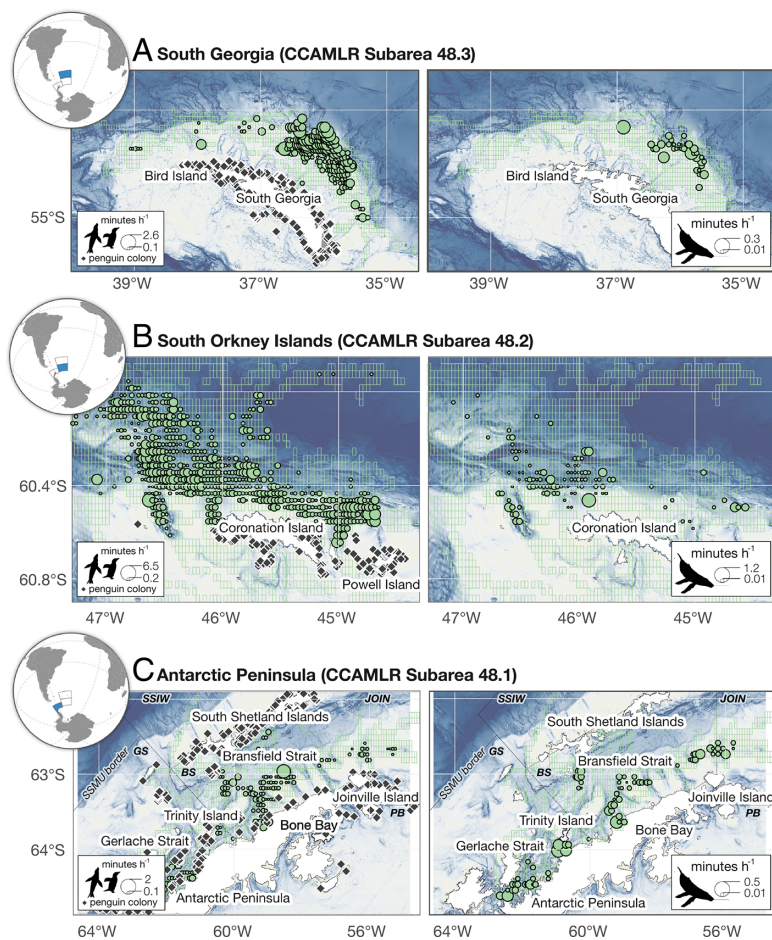 A South Georgia (CCAMLR Subarea 48.3)
Bird Island
South Georgia
55°S
minutes h⁻¹
2.6
0.1
◆ penguin colony
39°W 37°W 35°W
Bird Island
South Georgia
minutes h⁻¹
0.3
0.01
39°W 37°W 35°W
B South Orkney Islands (CCAMLR Subarea 48.2)
60.4°S
60.8°S
Coronation Island
Powell Island
minutes h⁻¹
6.5
0.2
◆ penguin colony
47°W 46°W 45°W
Coronation Island
minutes h⁻¹
1.2
0.01
47°W 46°W 45°W
C Antarctic Peninsula (CCAMLR Subarea 48.1)
SSIW
JOIN
South Shetland Islands
GS
Bransfield Strait
63°S
SSMU border
BS
Joinville Island
Trinity Island
PB
Bone Bay
Gerlache Strait
64°S
minutes h⁻¹
2
0.1
◆ penguin colony
Antarctic Peninsula
64°W 60°W 56°W
SSIW
JOIN
South Shetland Islands
GS
Bransfield Strait
SSMU border
BS
Joinville Island
Trinity Island
PB
Bone Bay
Gerlache Strait
minutes h⁻¹
0.5
0.01
Antarctic Peninsula
64°W 60°W 56°W